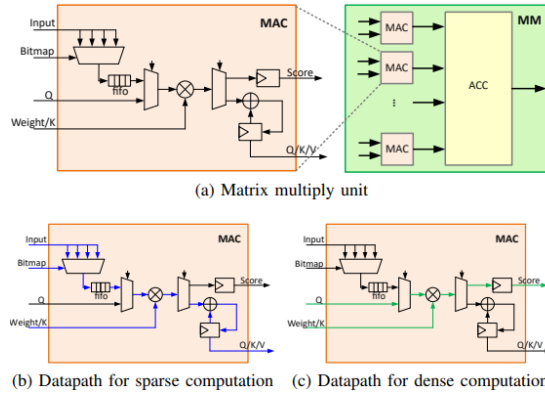 MAC
Input
Bitmap
fifo
Q
Weight/K
Score
Q/K/V
MM
MAC
MAC
⋮
MAC
ACC
(a) Matrix multiply unit
MAC
Input
Bitmap
fifo
Q
Weight/K
Score
Q/K/V
MAC
Input
Bitmap
fifo
Q
Weight/K
Score
Q/K/V
(b) Datapath for sparse computation (c) Datapath for dense computation